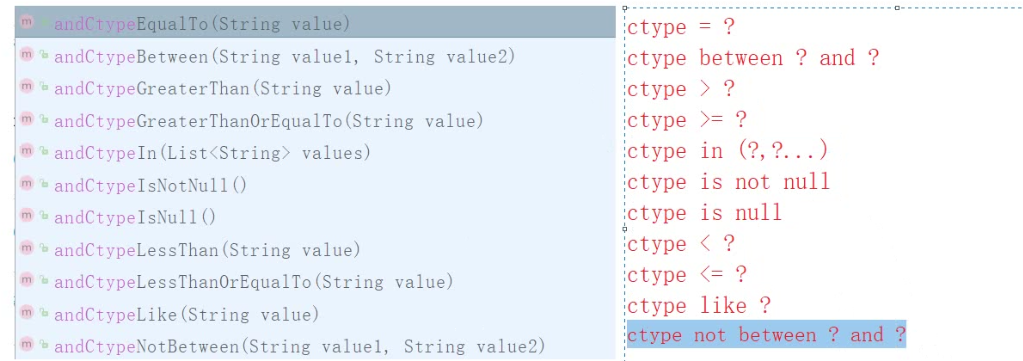 andCtypeEqualTo(String value)
andCtypeBetween(String value1, String value2)
andCtypeGreaterThan(String value)
andCtypeGreaterThanOrEqualTo(String value)
andCtypeIn(List<String> values)
andCtypeIsNotNull()
andCtypeIsNull()
andCtypeLessThan(String value)
andCtypeLessThanOrEqualTo(String value)
andCtypeLike(String value)
andCtypeNotBetween(String value1, String value2)
ctype = ?
ctype between ? and ?
ctype > ?
ctype >= ?
ctype in (?,?...)
ctype is not null
ctype is null
ctype < ?
ctype <= ?
ctype like ?
ctype not between ? and ?